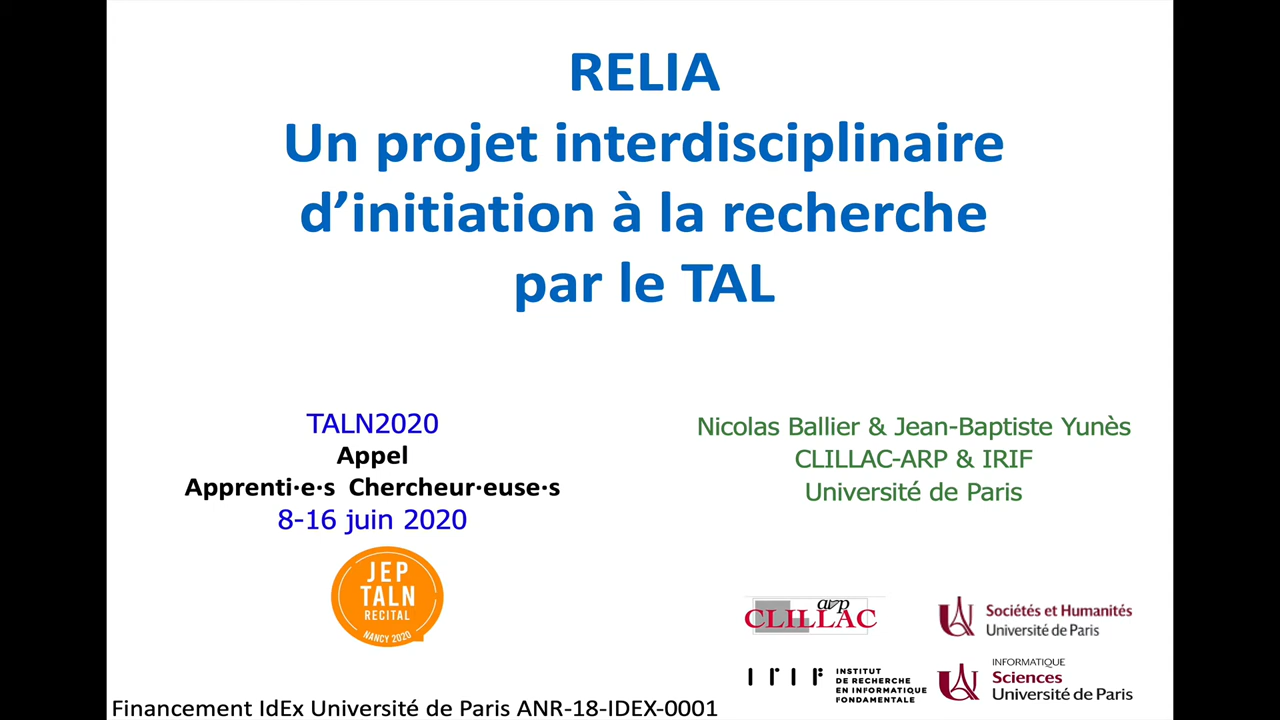 RELIA
Un projet interdisciplinaire
d’initiation à la recherche
par le TAL
TALN2020
Appel
Apprenti·e·s Chercheur·euse·s
8-16 juin 2020
JEP
TALN
RECITAL
NANCY 2020
Nicolas Ballier & Jean-Baptiste Yunès
CLILLAC-ARP & IRIF
Université de Paris
arp
CLILLAC
Sociétés et Humanités
Université de Paris
IRIF
INSTITUT
DE RECHERCHE
EN INFORMATIQUE
FONDAMENTALE
INFORMATIQUE
Sciences
Université de Paris
Financement IdEx Université de Paris ANR-18-IDEX-0001